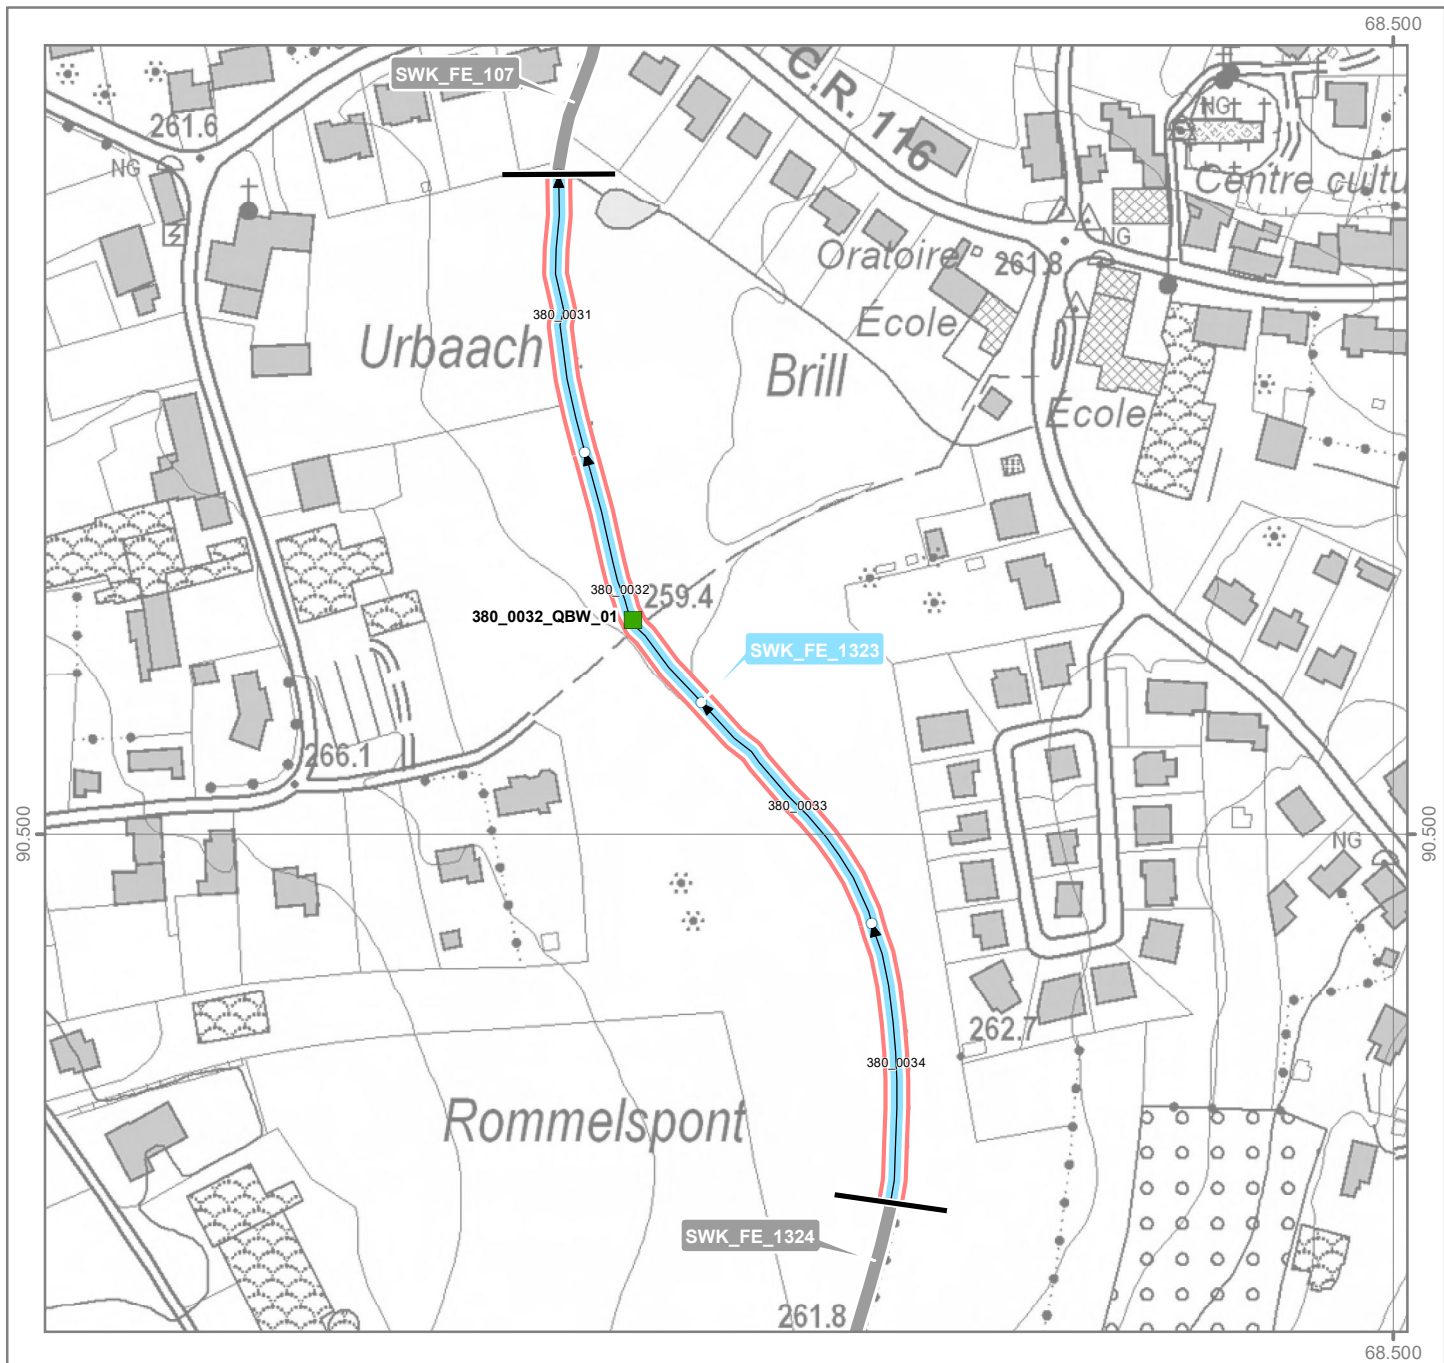 68.500
SWK_FE_107
C.R. 116
261.6
NG
NG
Centre cultu
NG
Oratoire
261.8
380_0031
Urbaach
Ecole
Brill
Ecole
380_0032
259.4
380_0032_QBW_01
SWK_FE_1323
266.1
380_0033
90.500
90.500
NG
262.7
380_0034
Rommelspont
SWK_FE_1324
261.8
68.500